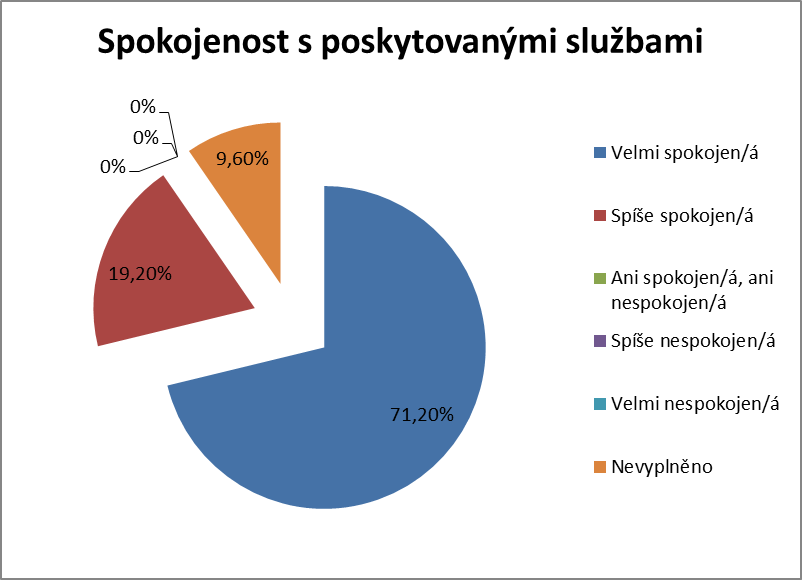 Spokojenost s poskytovanými službami
0%
0%
0%
9,60%
19,20%
71,20%
Velmi spokojen/á
Spíše spokojen/á
Ani spokojen/á, ani
nespokojen/á
Spíše nespokojen/á
Velmi nespokojen/á
Nevyplněno